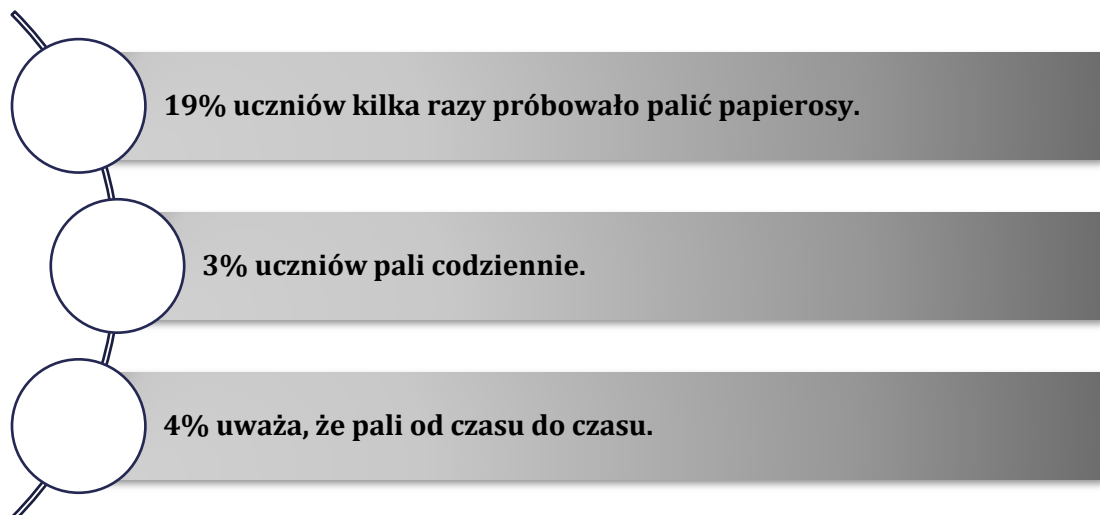 19% uczniów kilka razy próbowało palić papierosy.
3% uczniów pali codziennie.
4% uważa, że pali od czasu do czasu.